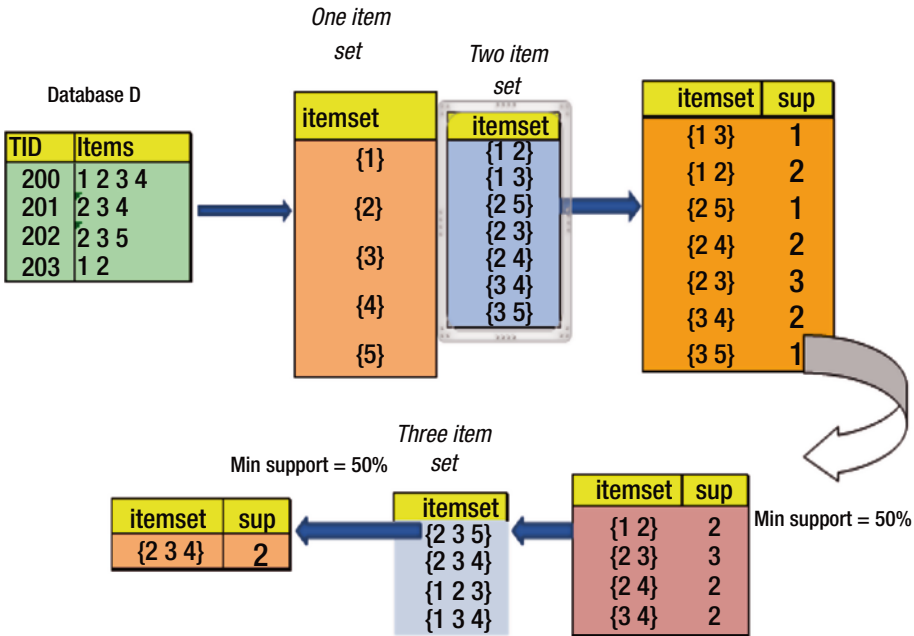 One item
set
Two item
set
Database D
TID Items
200 1 2 3 4
201 2 3 4
202 2 3 5
203 1 2
itemset
{1}
{2}
{3}
{4}
{5}
itemset
{1 2}
{1 3}
{2 5}
{2 3}
{2 4}
{3 4}
{3 5}
itemset sup
{1 3} 1
{1 2} 2
{2 5} 1
{2 4} 2
{2 3} 3
{3 4} 2
{3 5} 1
Min support = 50%
itemset sup
{1 2} 2
{2 3} 3
{2 4} 2
{3 4} 2
Three item
set
itemset
{2 3 5}
{2 3 4}
{1 2 3}
{1 3 4}
Min support = 50%
itemset sup
{2 3 4} 2